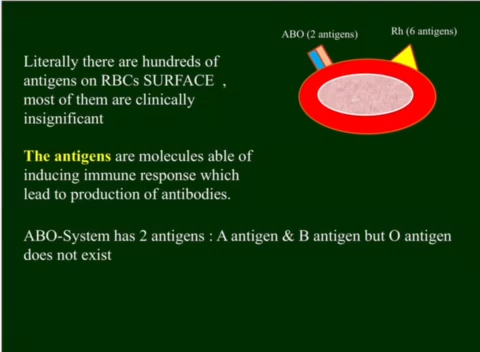 ABO (2 antigens)
Rh (6 antigens)
Literally there are hundreds of
antigens on RBCs SURFACE ,
most of them are clinically
insignificant
The antigens are molecules able of
inducing immune response which
lead to production of antibodies.
ABO-System has 2 antigens : A antigen & B antigen but O antigen
does not exist